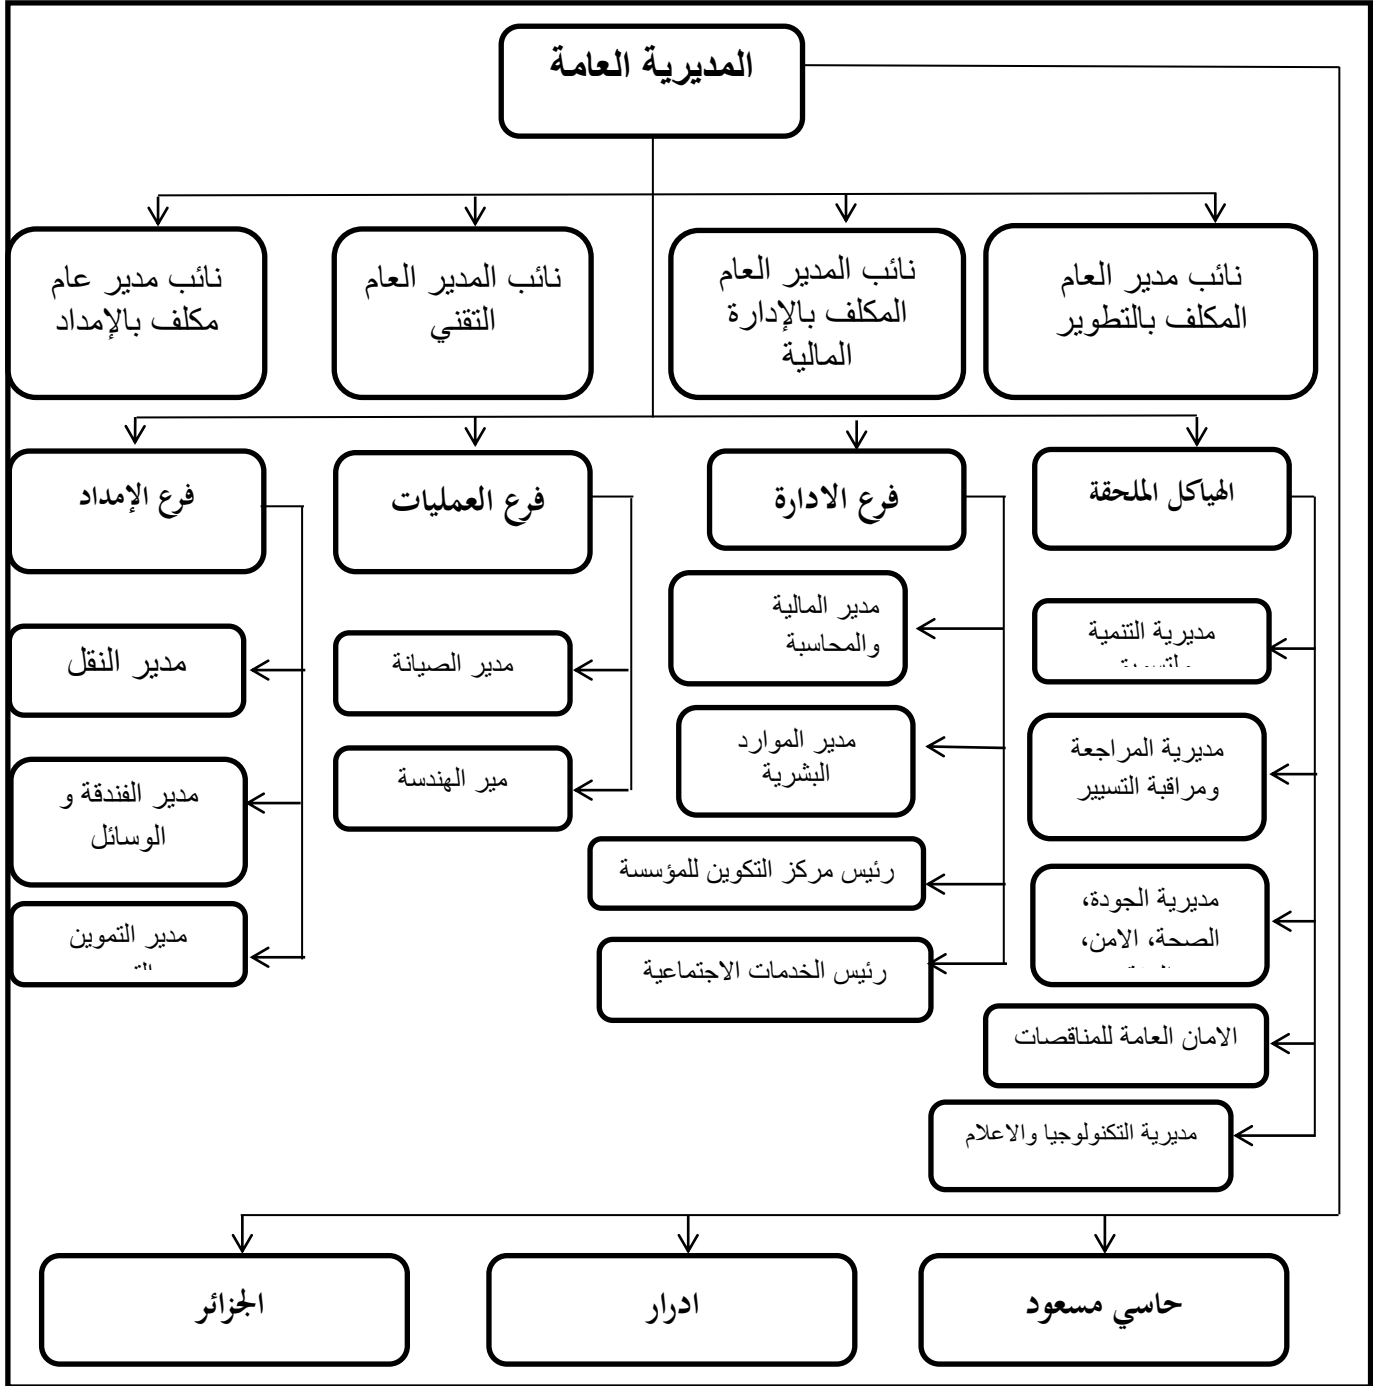 المديرية العامة
نائب مدير العام
المكلف بالتطوير
نائب المدير العام
المكلف بالإدارة
المالية
نائب المدير العام
التقني
نائب مدير عام
مكلف بالإمداد
الهياكل الملحقة
فرع الادارة
فرع العمليات
فرع الإمداد
مديرية التنمية
مديرية المراجعة
ومراقبة التسيير
مديرية الجودة،
الصحة، الامن،
الامان العامة للمناقصات
مديرية التكنولوجيا والاعلام
مدير المالية
والمحاسبة
مدير الموارد
البشرية
رئيس مركز التكوين للمؤسسة
رئيس الخدمات الاجتماعية
مدير الصيانة
مير الهندسة
مدير النقل
مدير الفندقة و
الوسائل
مدير التموين
حاسي مسعود
ادرار
الجزائر